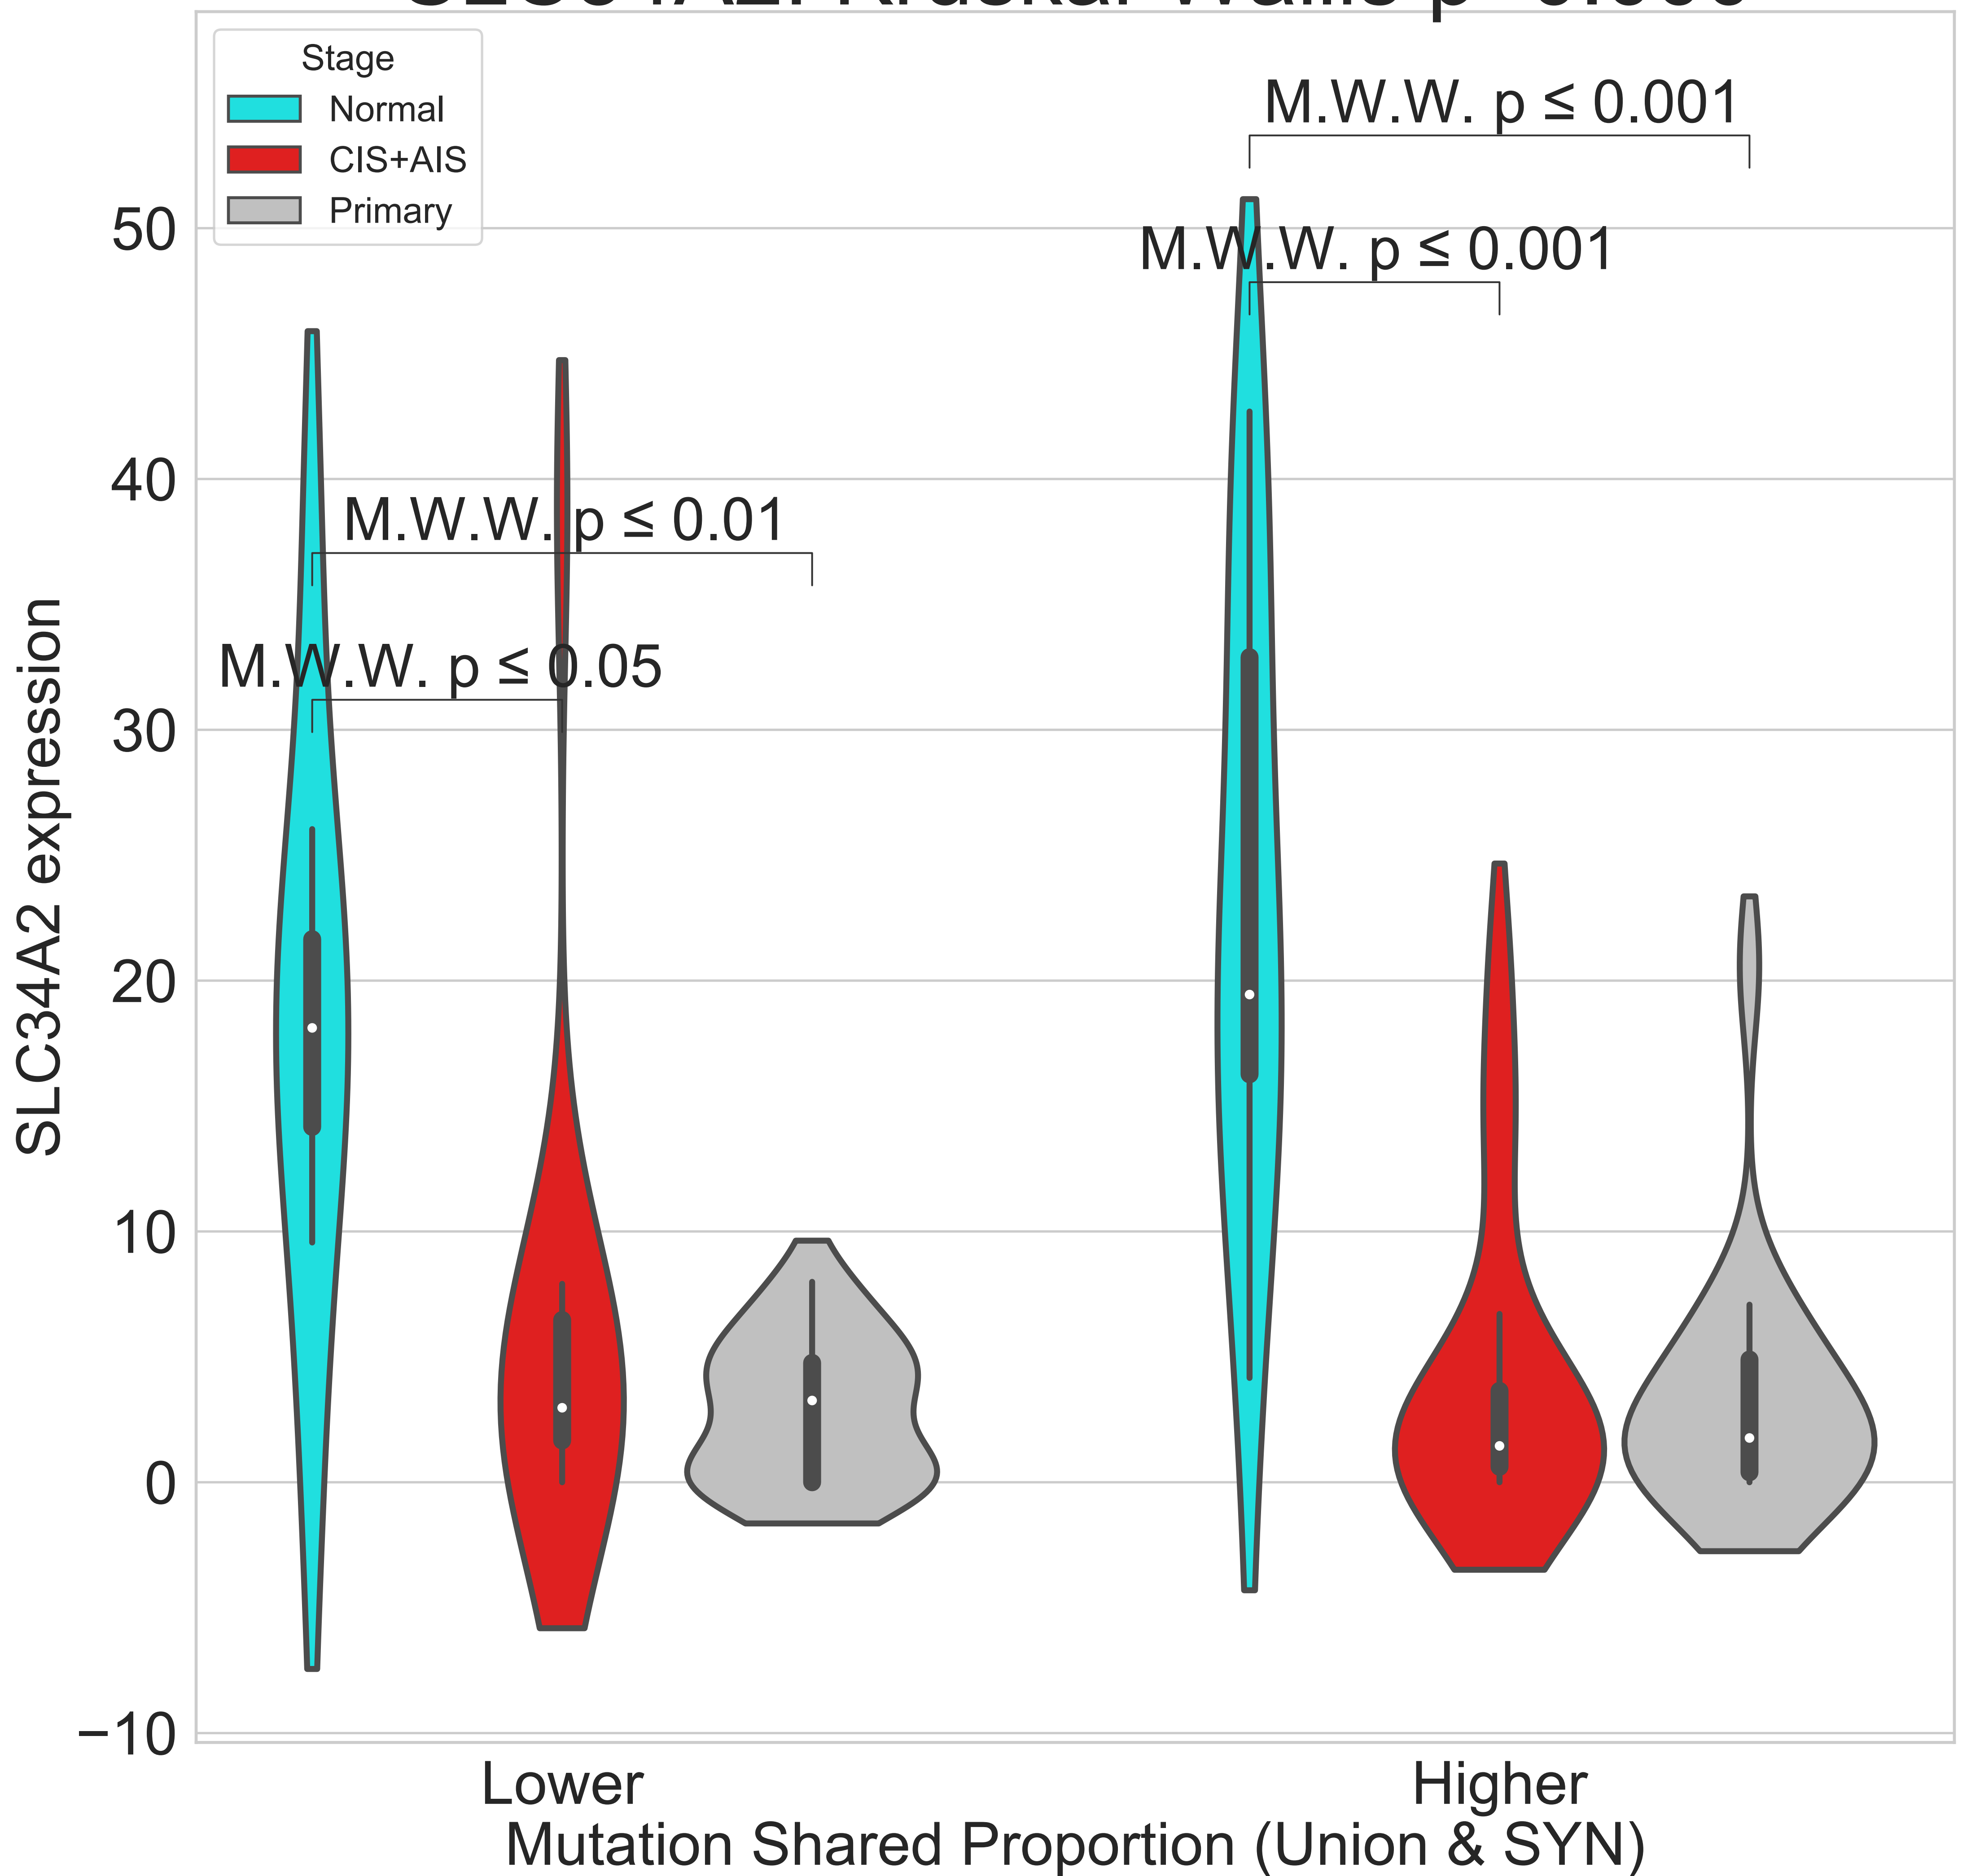 Stage
Normal
CIS+AIS
Primary
M.W.W. p ≤ 0.001
M.W.W. p ≤ 0.001
M.W.W. p ≤ 0.01
M.W.W. p ≤ 0.05
50
40
30
20
10
0
−10
SLC34A2 expression
Lower
Higher
Mutation Shared Proportion (Union & SYN)